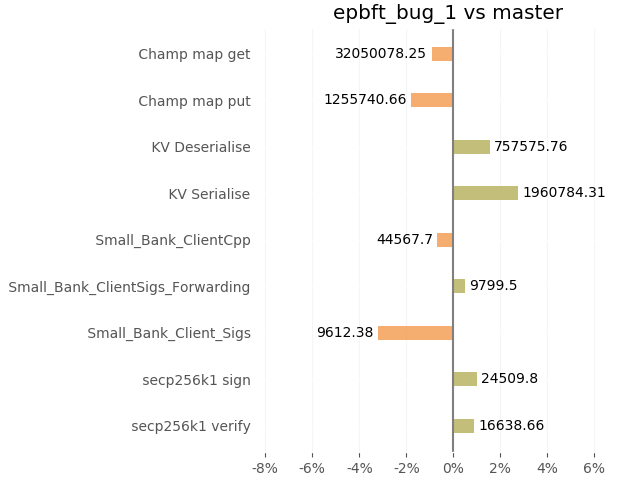 epbft_bug_1 vs master
Champ map get 32050078.25
Champ map put 1255740.66
KV Deserialise 757575.76
KV Serialise 1960784.31
Small_Bank_ClientCpp 44567.7
Small_Bank_ClientSigs_Forwarding 9799.5
Small_Bank_Client_Sigs 9612.38
secp256k1 sign 24509.8
secp256k1 verify 16638.66
-8% -6% -4% -2% 0% 2% 4% 6%